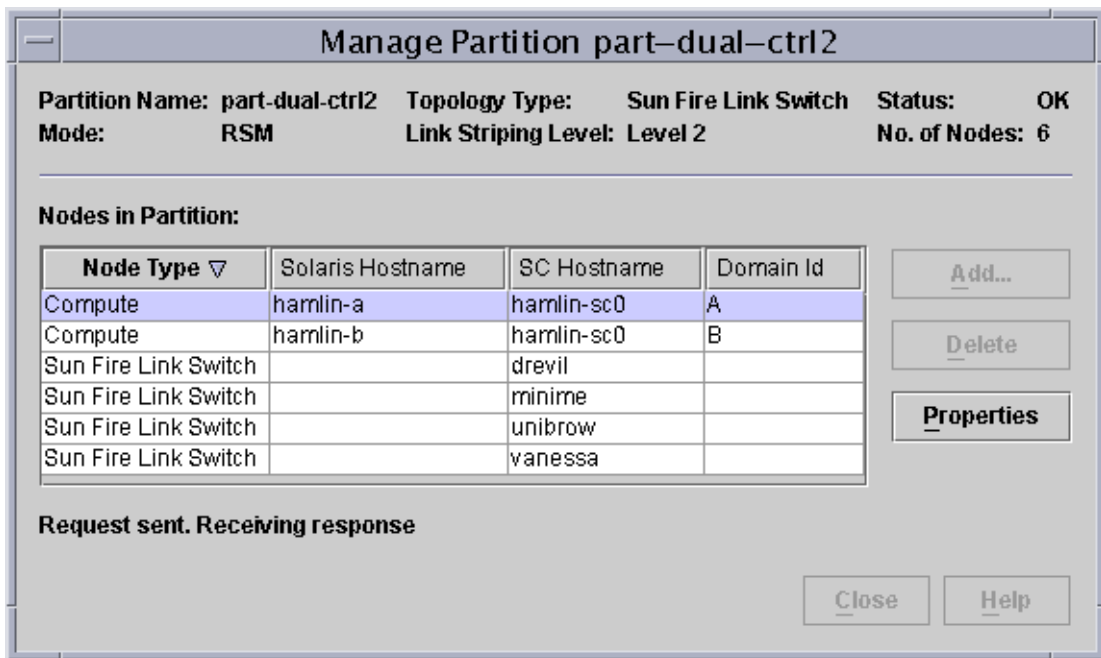 Manage Partition part–dual–ctrl2
Partition Name: part-dual-ctrl2 Topology Type: Sun Fire Link Switch Status: OK
Mode: RSM Link Striping Level: Level 2 No. of Nodes: 6
Nodes in Partition:
Node Type Solaris Hostname SC Hostname Domain Id
Compute hamlin-a hamlin-sc0 A
Compute hamlin-b hamlin-sc0 B
Sun Fire Link Switch drevil
Sun Fire Link Switch minime
Sun Fire Link Switch unibrow
Sun Fire Link Switch vanessa
Add...
Delete
Properties
Request sent. Receiving response
Close Help